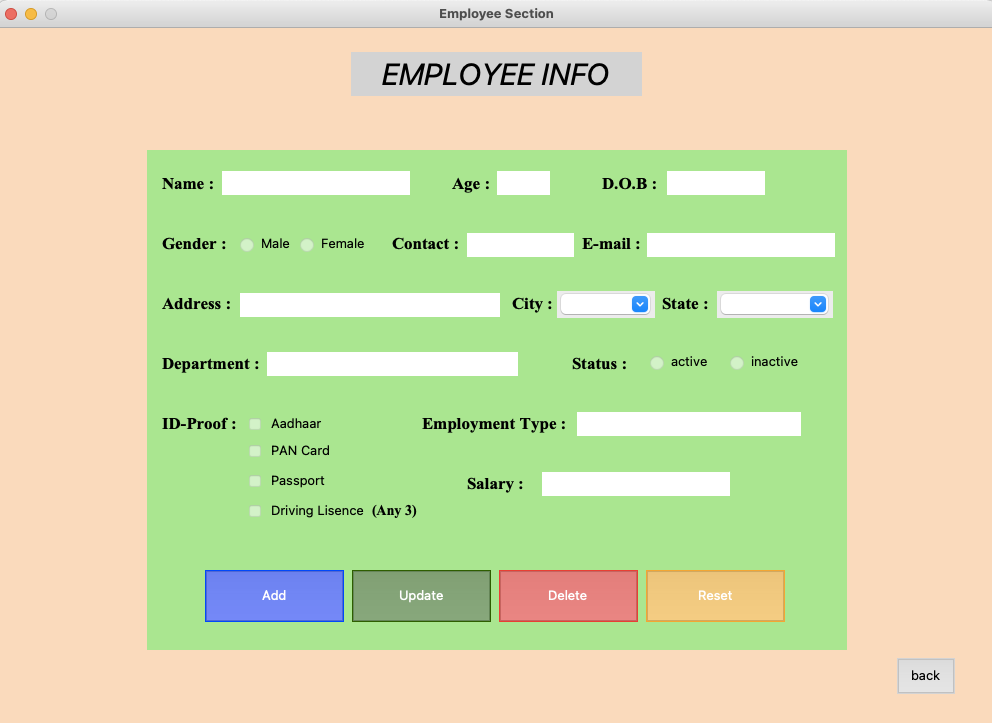 Employee Section
EMPLOYEE INFO
Name : Age : D.O.B :
Gender : Male Female Contact : E-mail :
Address : City : State :
Department : Status : active inactive
ID-Proof : Aadhaar Employment Type :
PAN Card
Passport Salary :
Driving Lisence (Any 3)
Add Update Delete Reset
back